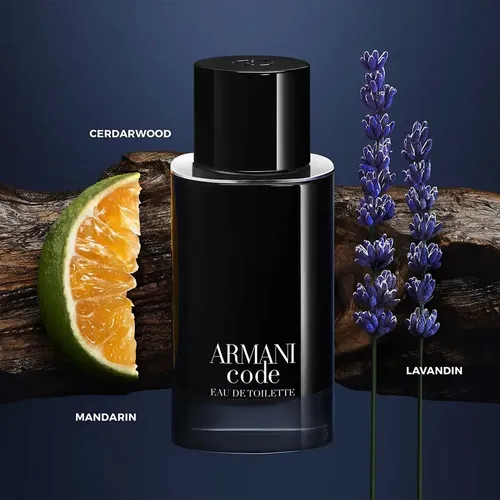 CERDARWOOD
ARMANI
code
EAU DE TOILETTE
LAVANDIN
MANDARIN